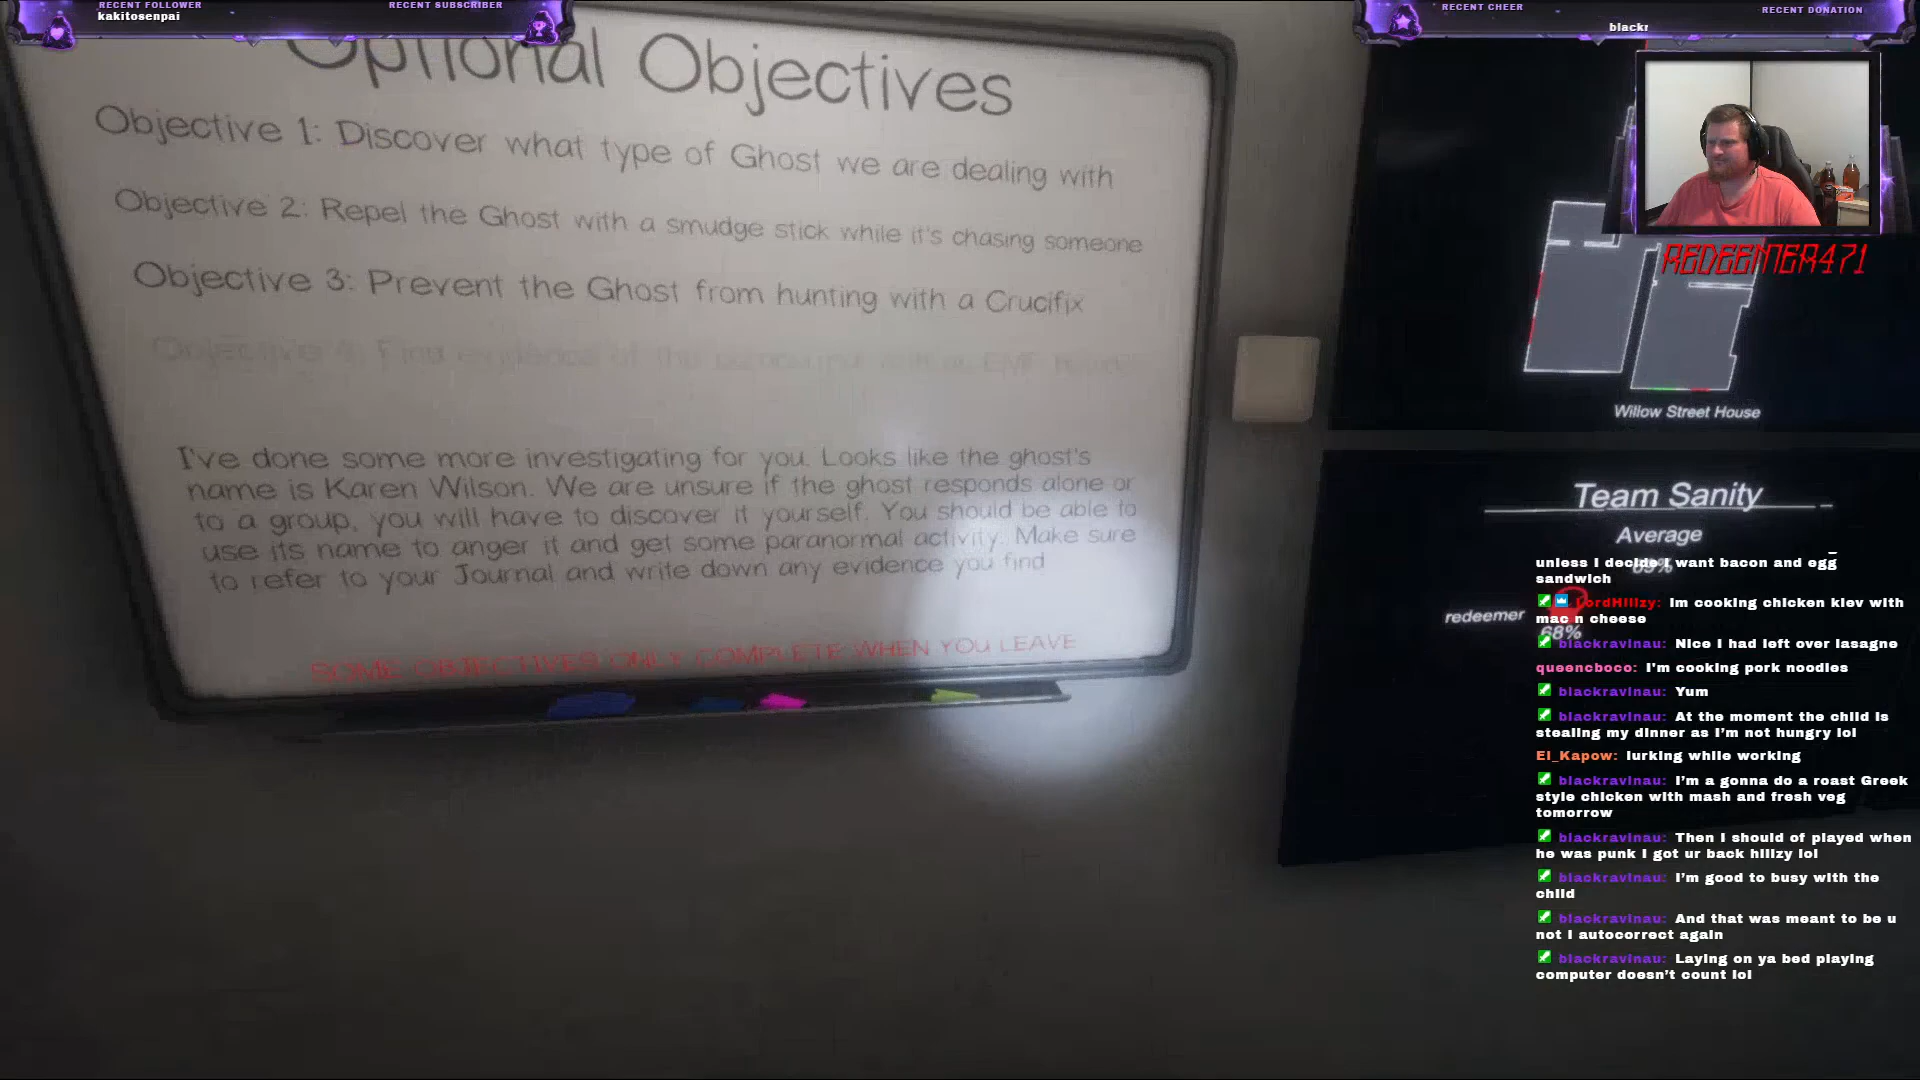 RECENT FOLLOWER
kakitosenpai
RECENT SUBSCRIBER
RECENT CHEER
RECENT DONATION
blackr
Optional Objectives
Objective 1: Discover what type of Ghost we are dealing with
Objective 2: Repel the Ghost with a smudge stick while it's chasing someone
Objective 3: Prevent the Ghost from hunting with a Crucifix
Objective 4: Find evidence of the paranormal with an EMF
I've done some more investigating for you. Looks like the ghost's
name is Karen Wilson. We are unsure if the ghost responds alone or
to a group, you will have to discover it yourself. You should be able to
use its name to anger it and get some paranormal activity. Make sure
to refer to your Journal and write down any evidence you find
SOME OBJECTIVES ONLY COMPLETE WHEN YOU LEAVE
REDEEMER471
Willow Street House
Team Sanity
Average
69%
redeemer
68%
unless I decide I want bacon and egg
sandwich
LordHillzy: Im cooking chicken kiev with
mac n cheese
blackravinau: Nice I had left over lasagne
queencboco: I'm cooking pork noodles
blackravinau: Yum
blackravinau: At the moment the child is
stealing my dinner as I'm not hungry lol
El_Kapow: lurking while working
blackravinau: I'm a gonna do a roast Greek
style chicken with mash and fresh veg
tomorrow
blackravinau: Then I should of played when
he was punk I got ur back hillzy lol
blackravinau: I'm good to busy with the
child
blackravinau: And that was meant to be u
not I autocorrect again
blackravinau: Laying on ya bed playing
computer doesn't count lol